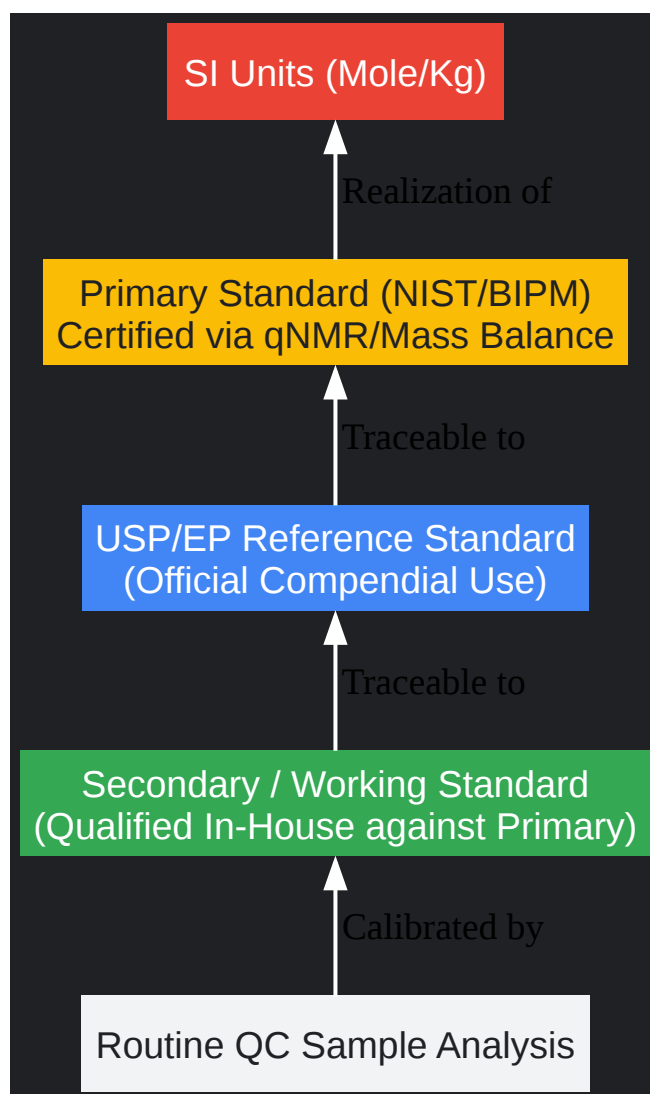 SI Units (Mole/Kg)
Realization of
Primary Standard (NIST/BIPM)
Certified via qNMR/Mass Balance
Traceable to
USP/EP Reference Standard
(Official Compendial Use)
Traceable to
Secondary / Working Standard
(Qualified In-House against Primary)
Calibrated by
Routine QC Sample Analysis